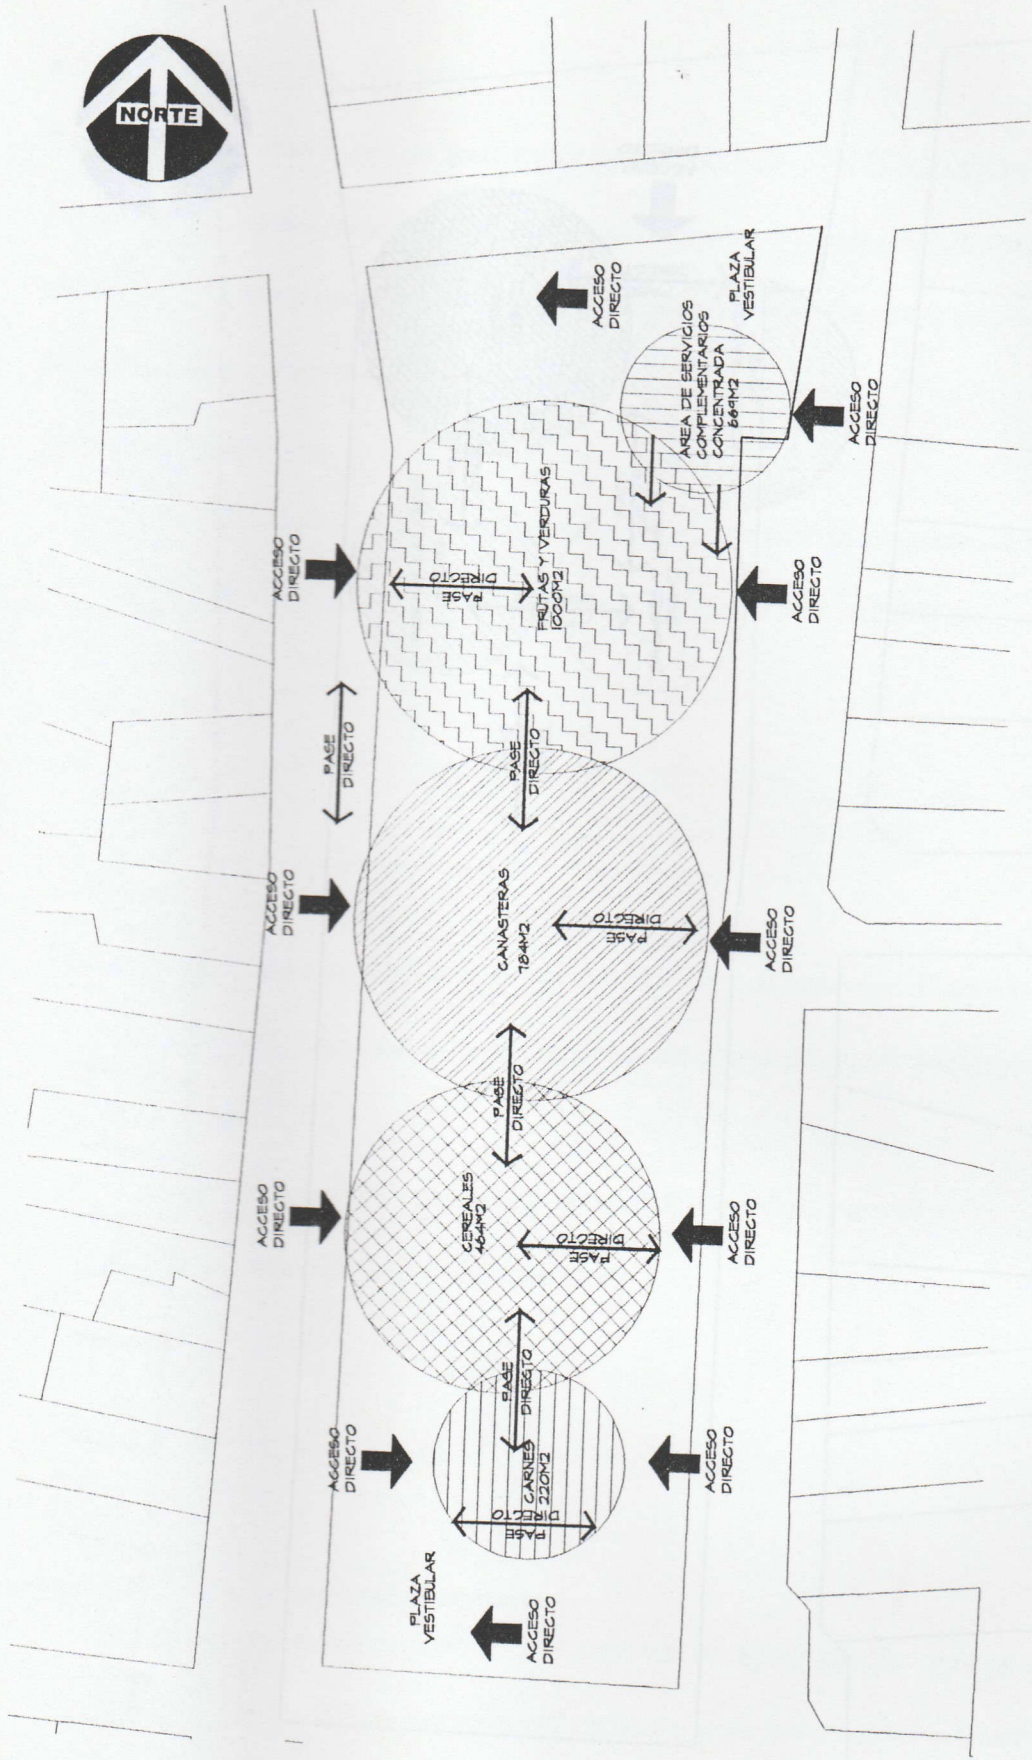 NORTE
ACCESO
DIRECTO
PLAZA
VESTIBULAR
AREA DE SERVICIOS
COMPLEMENTARIOS
CONCENTRADA
669M2
ACCESO
DIRECTO
ACCESO
DIRECTO
FRUTAS Y VERDURAS
1000M2
PASE
DIRECTO
ACCESO
DIRECTO
PASE
DIRECTO
PASE
DIRECTO
ACCESO
DIRECTO
CANASTERAS
784M2
PASE
DIRECTO
ACCESO
DIRECTO
PASE
DIRECTO
ACCESO
DIRECTO
CEREALES
464M2
PASE
DIRECTO
ACCESO
DIRECTO
PASE
DIRECTO
ACCESO
DIRECTO
CARNES
220M2
PASE
DIRECTO
ACCESO
DIRECTO
PLAZA
VESTIBULAR
ACCESO
DIRECTO